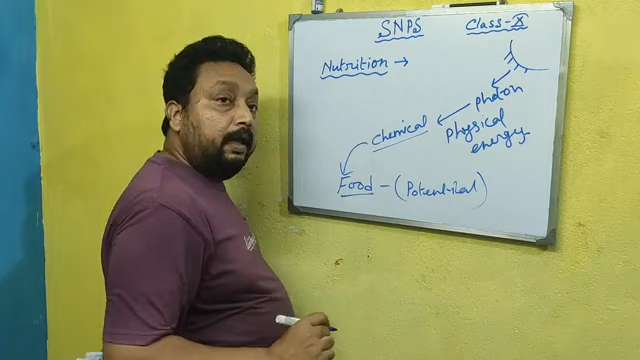 SNPS Class-X
Nutrition →
photon
physical
energy
chemical
Food - (Potential)